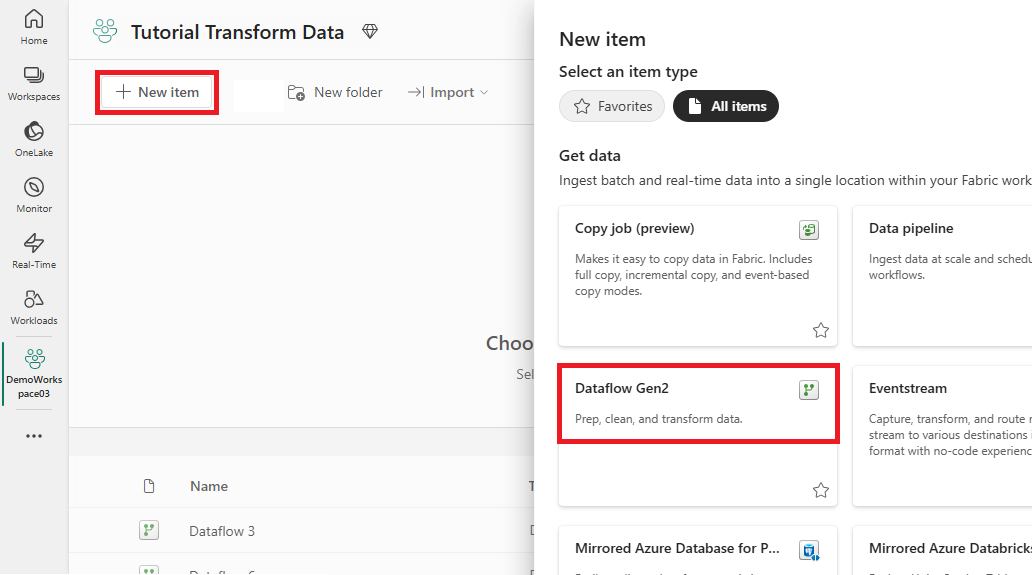 Home
Workspaces
OneLake
Monitor
Real-Time
Workloads
DemoWorks
pace03
Tutorial Transform Data
New item
New folder
Import
Choo
Sel
Name
Dataflow 3
New item
Select an item type
Favorites
All items
Get data
Ingest batch and real-time data into a single location within your Fabric work
Copy job (preview)
Makes it easy to copy data in Fabric. Includes
full copy, incremental copy, and event-based
copy modes.
Data pipeline
Ingest data at scale and schedu
workflows.
Dataflow Gen2
Prep, clean, and transform data.
Eventstream
Capture, transform, and route
stream to various destinations
format with no-code experienc
Mirrored Azure Database for P...
Mirrored Azure Databricks